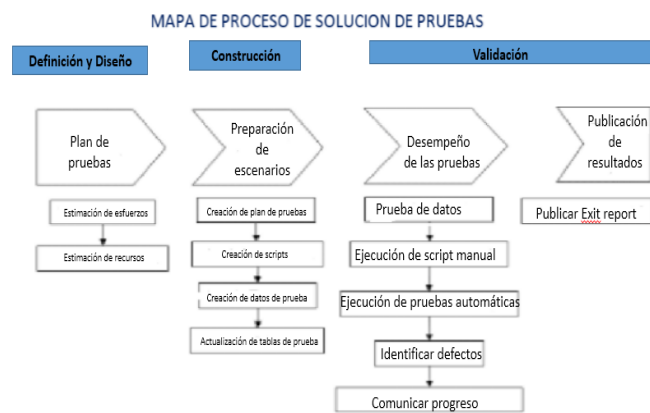 MAPA DE PROCESO DE SOLUCION DE PRUEBAS
Definición y Diseño
Construcción
Validación
Plan de
pruebas
Preparación
de
escenarios
Desempeño
de las pruebas
Publicación
de
resultados
Estimación de esfuerzos
Estimación de recursos
Creación de plan de pruebas
Creación de scripts
Creación de datos de prueba
Actualización de tablas de prueba
Prueba de datos
Ejecución de script manual
Ejecución de pruebas automáticas
Identificar defectos
Comunicar progreso
Publicar Exit report